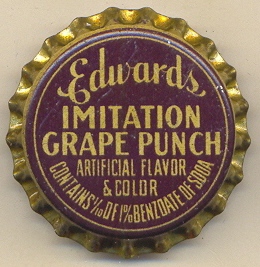 Edwards
IMITATION
GRAPE PUNCH
ARTIFICIAL FLAVOR
& COLOR
CONTAINS 1/10 OF 1% BENZOATE OF SODA